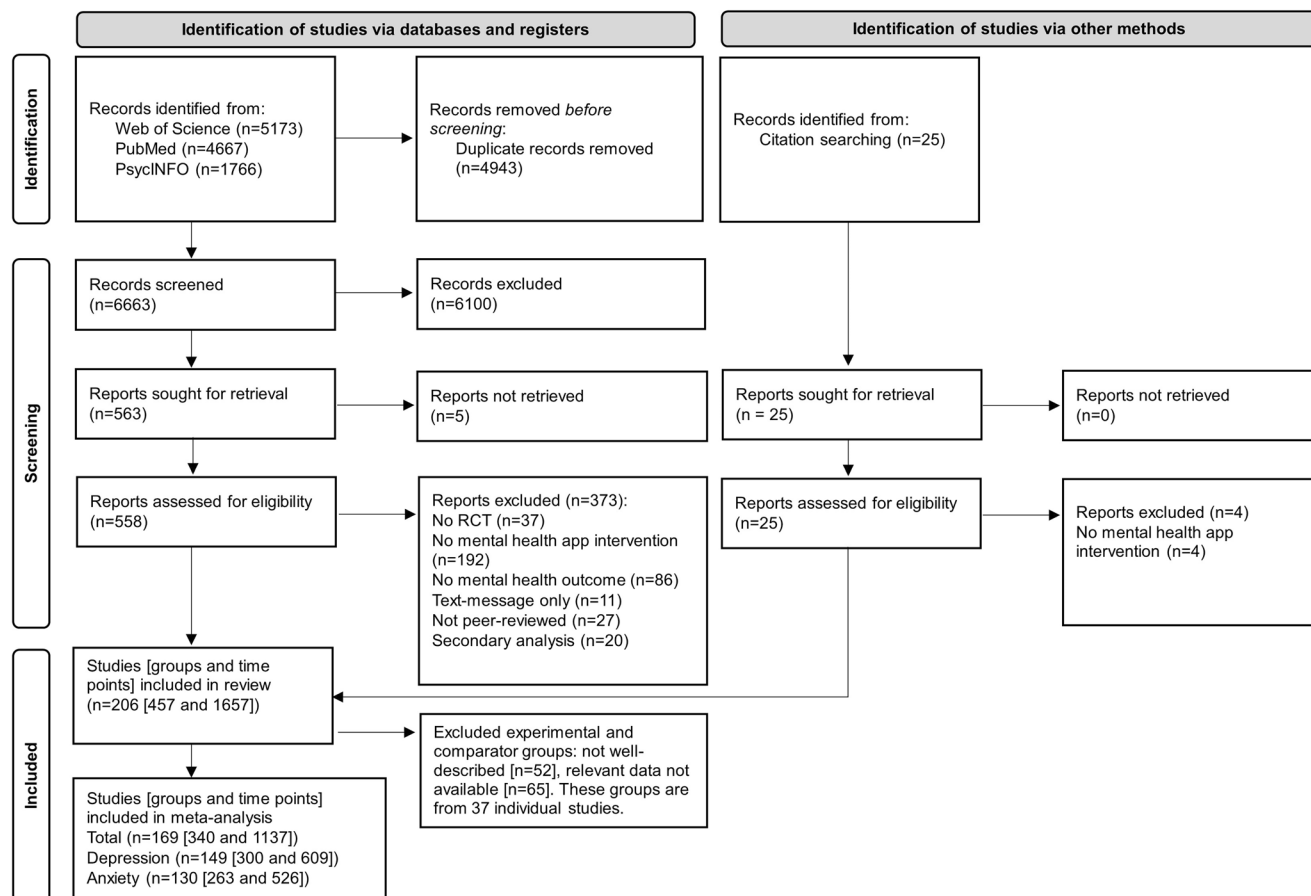 Identification of studies via databases and registers
Identification of studies via other methods
Identification
Records identified from:
Web of Science (n=5173)
PubMed (n=4667)
PsycINFO (n=1766)
Records removed before
screening:
Duplicate records removed
(n=4943)
Records identified from:
Citation searching (n=25)
Screening
Records screened
(n=6663)
Records excluded
(n=6100)
Reports sought for retrieval
(n=563)
Reports not retrieved
(n=5)
Reports sought for retrieval
(n = 25)
Reports not retrieved
(n=0)
Reports assessed for eligibility
(n=558)
Reports excluded (n=373):
No RCT (n=37)
No mental health app intervention
(n=192)
No mental health outcome (n=86)
Text-message only (n=11)
Not peer-reviewed (n=27)
Secondary analysis (n=20)
Reports assessed for eligibility
(n=25)
Reports excluded (n=4)
No mental health app
intervention (n=4)
Included
Studies [groups and time
points] included in review
(n=206 [457 and 1657])
Excluded experimental and
comparator groups: not well-
described [n=52], relevant data not
available [n=65]. These groups are
from 37 individual studies.
Studies [groups and time points]
included in meta-analysis
Total (n=169 [340 and 1137])
Depression (n=149 [300 and 609])
Anxiety (n=130 [263 and 526])